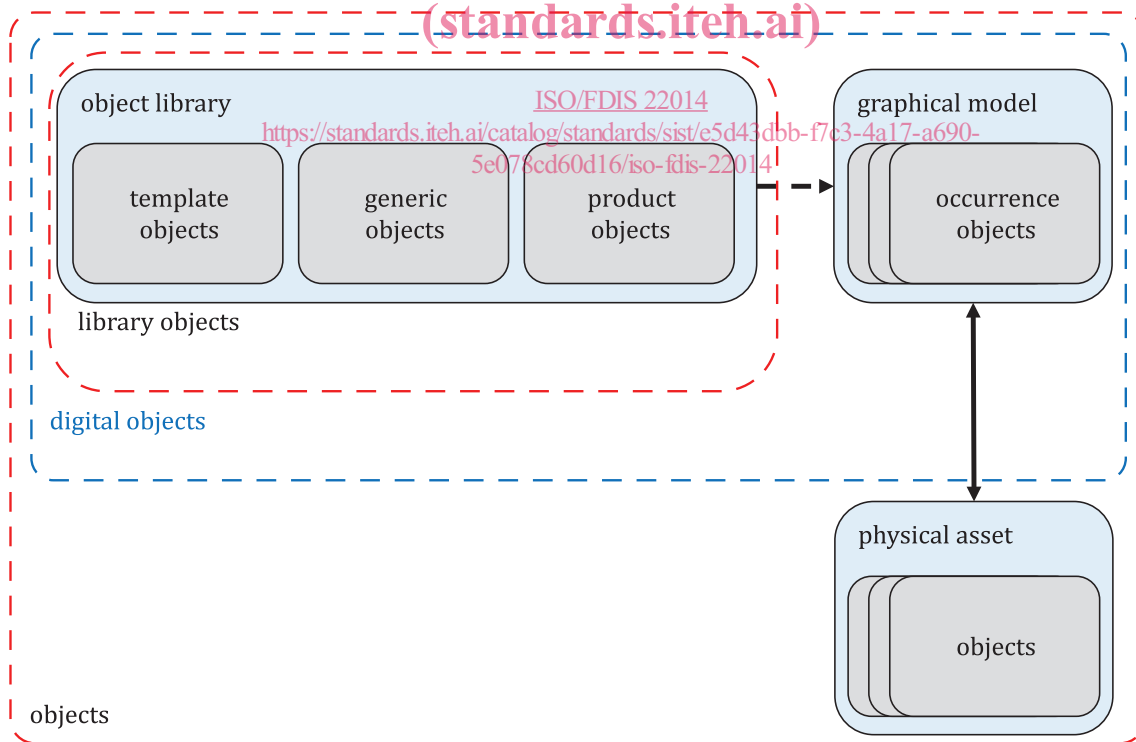 (standards.iteh.ai)
object library
ISO/FDIS 22014
graphical model
https://standards.iteh.ai/catalog/standards/sist/e5d43dbb-f7c3-4a17-a690-
5e078cd60d16/iso-fdis-22014
template
objects
generic
objects
product
objects
occurrence
objects
library objects
digital objects
physical asset
objects
objects